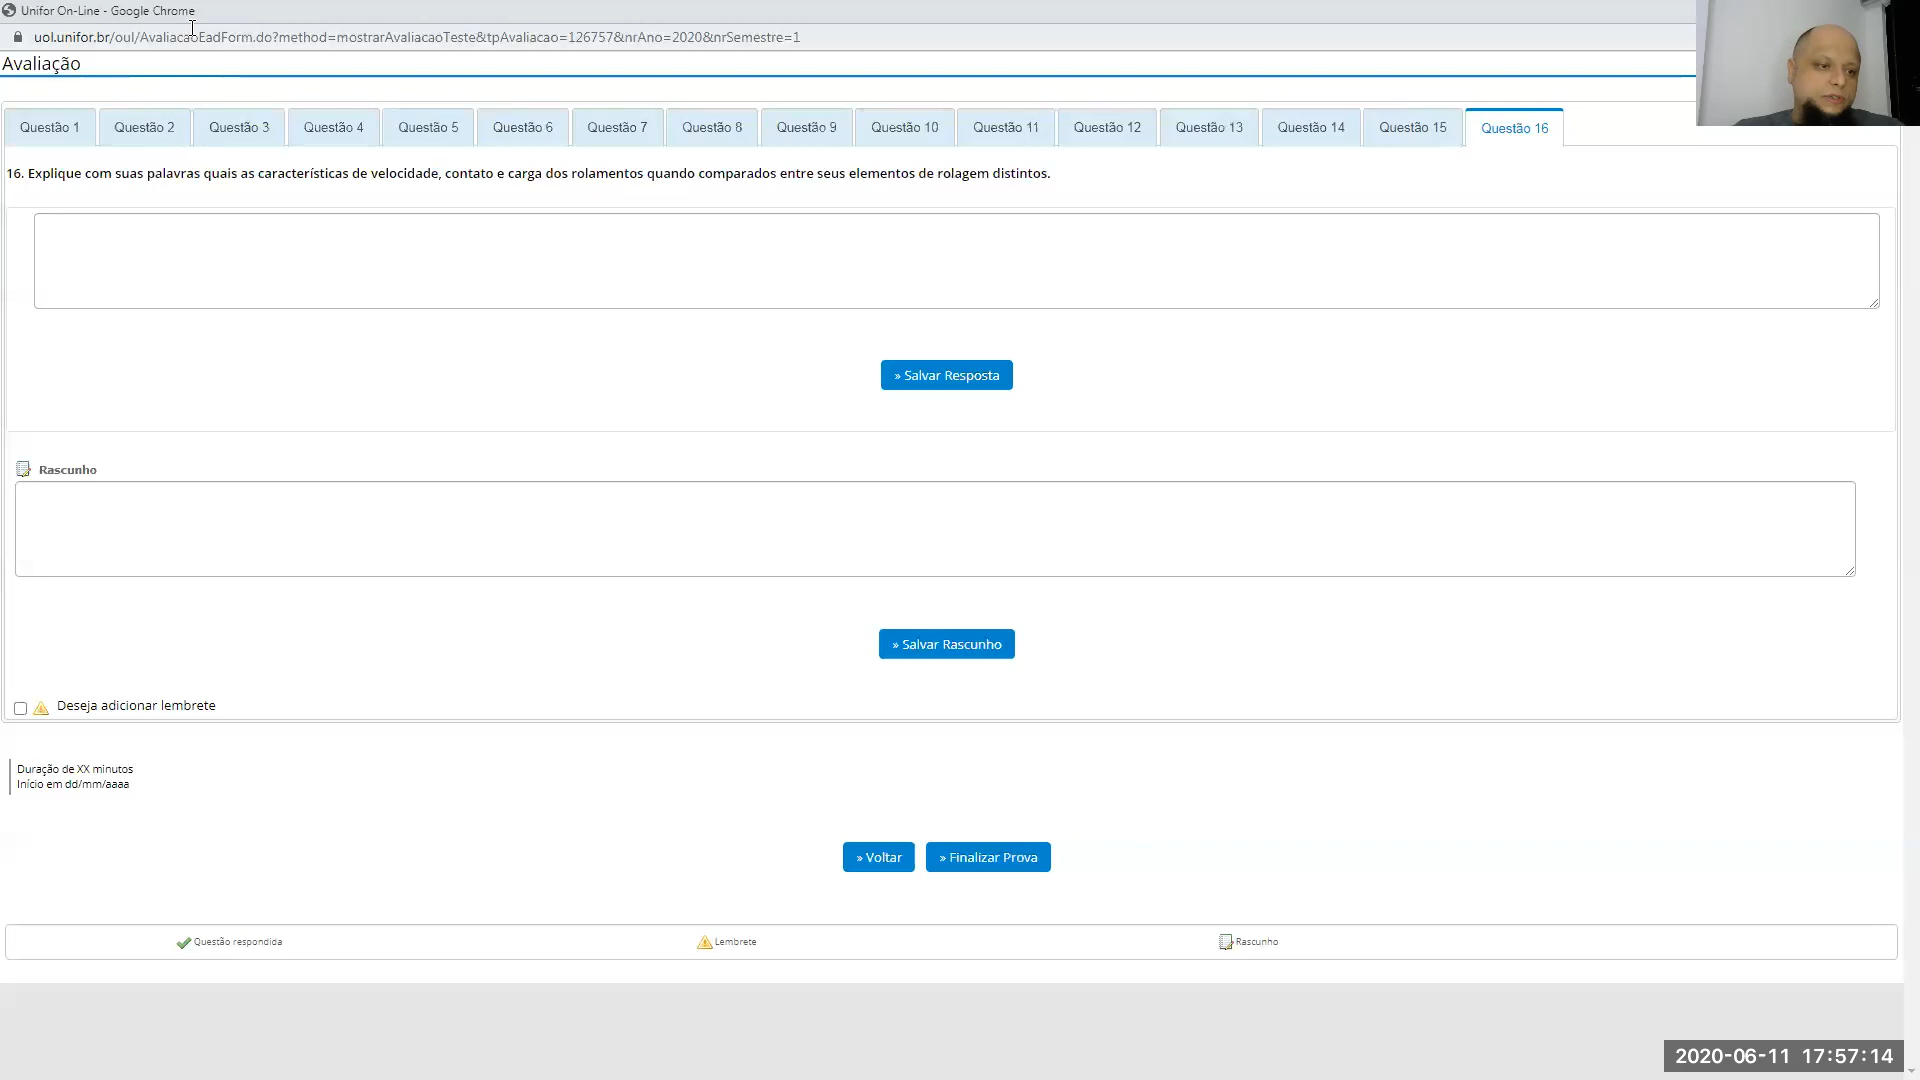 Unifor On-Line - Google Chrome
uol.unifor.br/oul/AvaliacaoEadForm.do?method=mostrarAvaliacaoTeste&tpAvaliacao=126757&nrAno=2020&nrSemestre=1
Avaliação
Questão 1 Questão 2 Questão 3 Questão 4 Questão 5 Questão 6 Questão 7 Questão 8 Questão 9 Questão 10 Questão 11 Questão 12 Questão 13 Questão 14 Questão 15 Questão 16
16. Explique com suas palavras quais as características de velocidade, contato e carga dos rolamentos quando comparados entre seus elementos de rolagem distintos.
» Salvar Resposta
Rascunho
» Salvar Rascunho
Deseja adicionar lembrete
Duração de XX minutos
Início em dd/mm/aaaa
» Voltar » Finalizar Prova
Questão respondida Lembrete Rascunho
2020-06-11 17:57:14